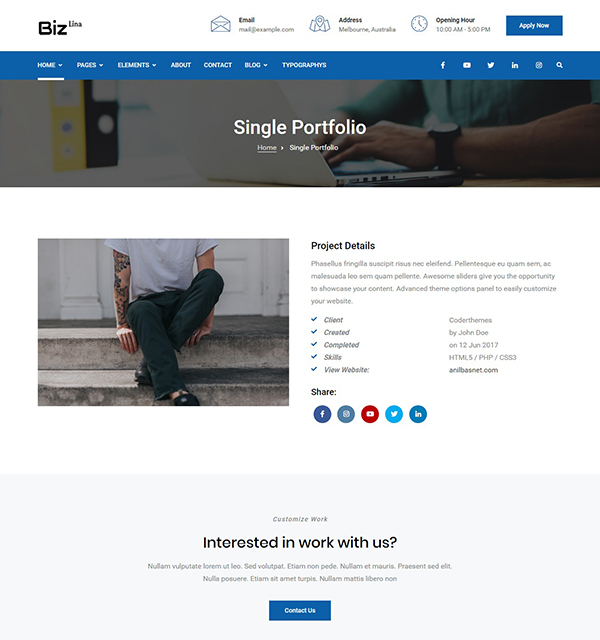 Biz Lina
Email
mail@example.com
Address
Melbourne, Australia
Opening Hour
10:00 AM - 5:00 PM
Apply Now
HOME PAGES ELEMENTS ABOUT CONTACT BLOG TYPOGRAPHYS
Single Portfolio
Home Single Portfolio
Project Details
Phasellus fringilla suscipit risus nec eleifend. Pellentesque eu quam sem, ac
malesuada leo sem quam pellente. Awesome sliders give you the opportunity
to showcase your content. Advanced theme options panel to easily customize
your website.
Client Coderthemes
Created by John Doe
Completed on 12 Jun 2017
Skills HTML5 / PHP / CSS3
View Website: anilbasnet.com
Share:
Customize Work
Interested in work with us?
Nullam vulputate lorem ut leo. Sed volutpat. Etiam non pede. Nullam et mauris. Praesent sed elit.
Nulla posuere. Etiam sit amet turpis. Nullam mattis libero non
Contact Us